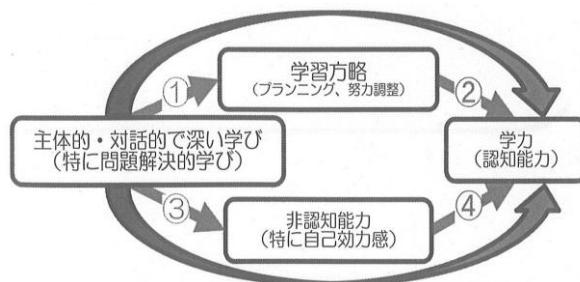 ①
学習方略
(プランニング、努力調整)
②
主体的・対話的で深い学び
(特に問題解決的学び)
学力
(認知能力)
③
非認知能力
(特に自己効力感)
④